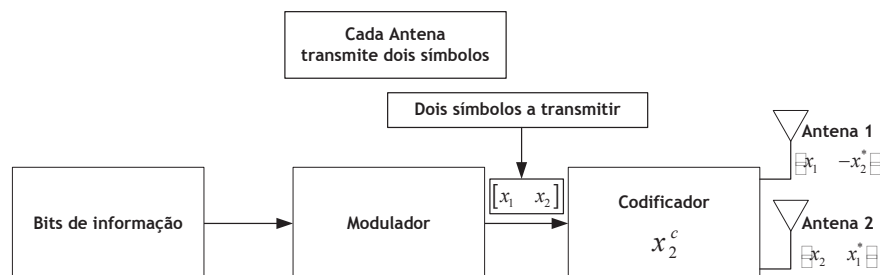 Cada Antena
transmite dois símbolos
Dois símbolos a transmitir
Antena 1
x₁ −x₂*
[x₁ x₂]
Bits de informação
Modulador
Codificador
x₂ᶜ
Antena 2
x₂ x₁*